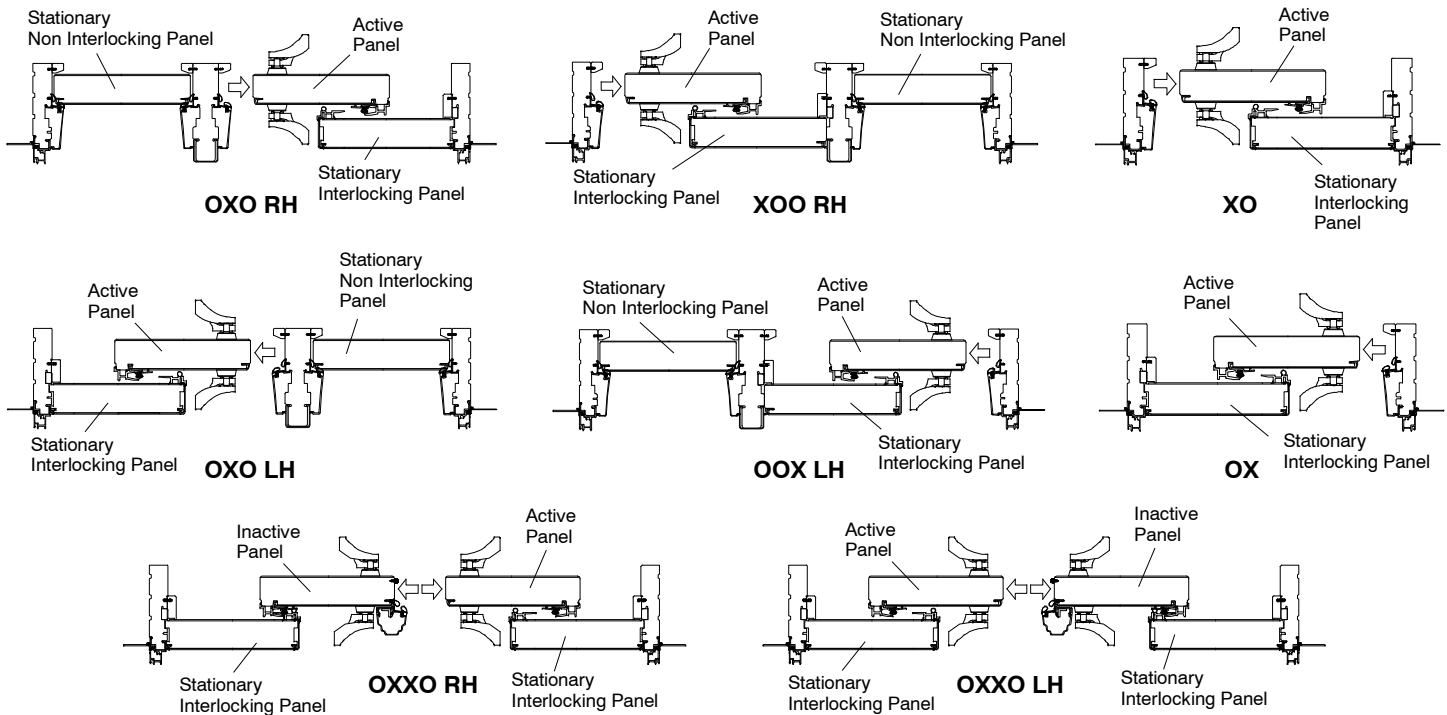 Stationary
Non Interlocking Panel
Active
Panel
Stationary
Interlocking Panel
OXO RH
Active
Panel
Stationary
Non Interlocking Panel
Stationary
Interlocking Panel
XOO RH
Active
Panel
Stationary
Interlocking
Panel
XO
Active
Panel
Stationary
Non Interlocking
Panel
Stationary
Interlocking Panel
OXO LH
Stationary
Non Interlocking Panel
Active
Panel
Stationary
Interlocking Panel
OOX LH
Active
Panel
Stationary
Interlocking Panel
OX
Inactive
Panel
Active
Panel
Stationary
Interlocking Panel
OXXO RH
Stationary
Interlocking Panel
Active
Panel
Inactive
Panel
Stationary
Interlocking Panel
OXXO LH
Stationary
Interlocking Panel